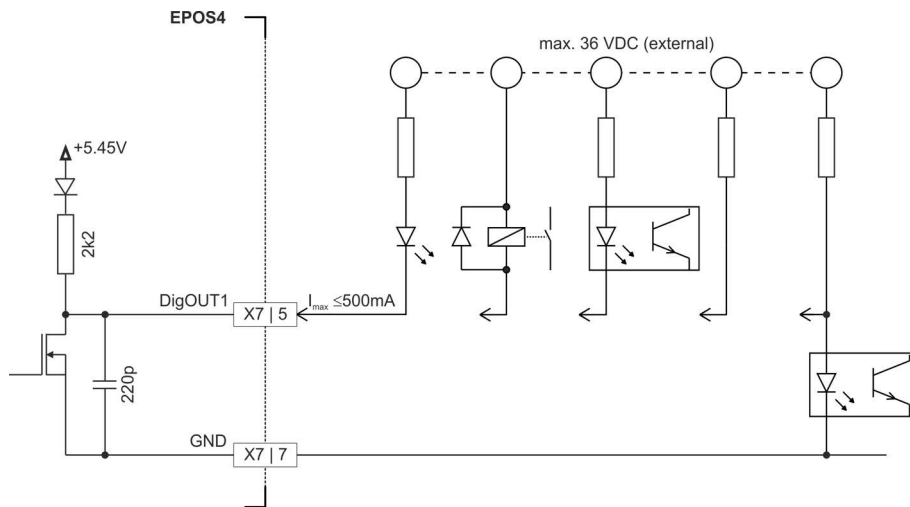 EPOS4
max. 36 VDC (external)
+5.45V
2k2
DigOUT1
X7 | 5
Imax ≤500mA
220p
GND
X7 | 7